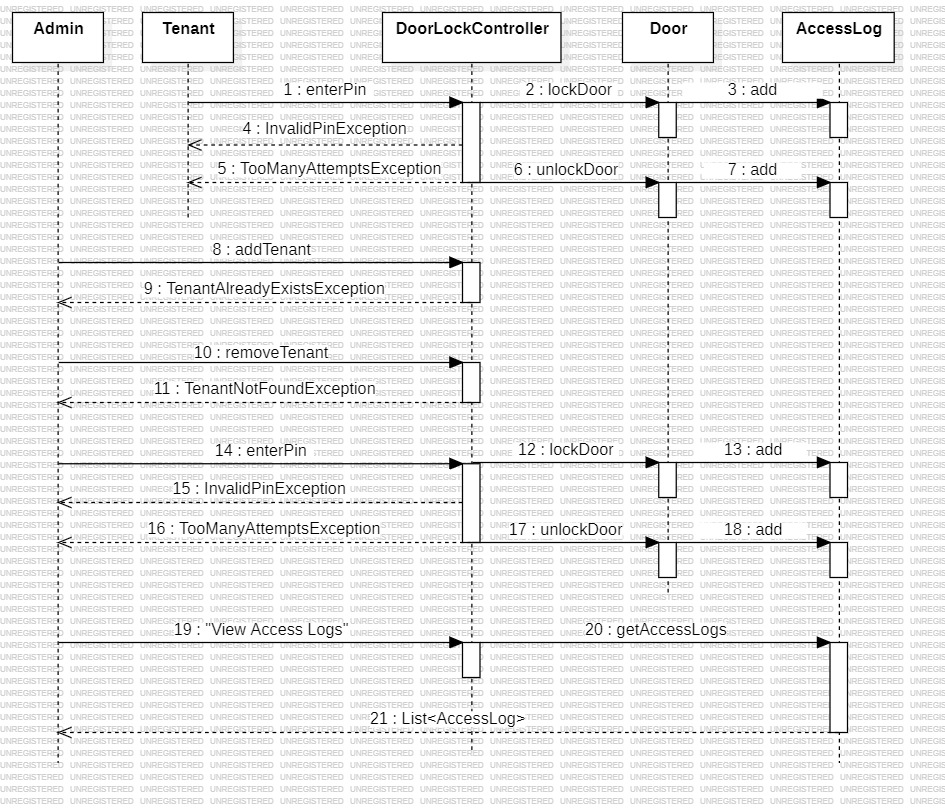 Admin
Tenant
DoorLockController
Door
AccessLog
1 : enterPin
2 : lockDoor
3 : add
4 : InvalidPinException
5 : TooManyAttemptsException
6 : unlockDoor
7 : add
8 : addTenant
9 : TenantAlreadyExistsException
10 : removeTenant
11 : TenantNotFoundException
14 : enterPin
12 : lockDoor
13 : add
15 : InvalidPinException
16 : TooManyAttemptsException
17 : unlockDoor
18 : add
19 : "View Access Logs"
20 : getAccessLogs
21 : List<AccessLog>
UNREGISTERED